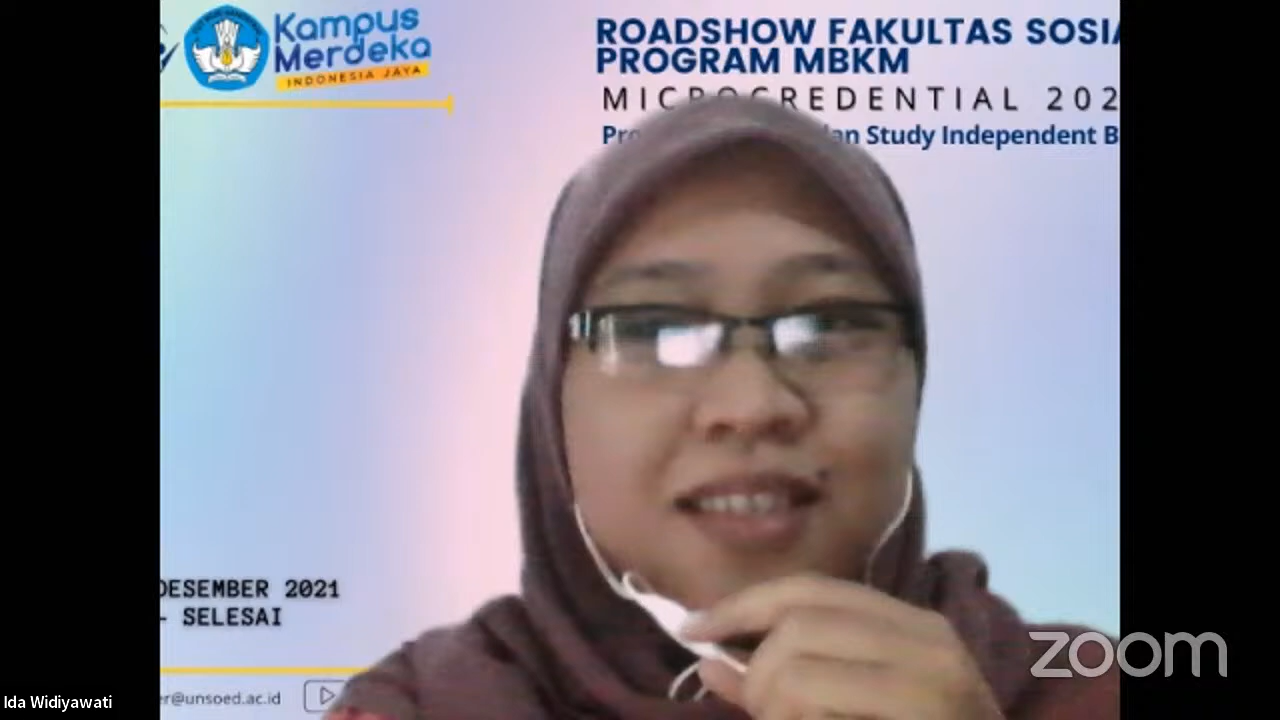 Kampus
Merdeka
INDONESIA JAYA
ROADSHOW FAKULTAS SOSIA
PROGRAM MBKM
MICROCREDENTIAL 202
an Study Independent B
DESEMBER 2021
- SELESAI
er@unsoed.ac.id
Ida Widiyawati
zoom